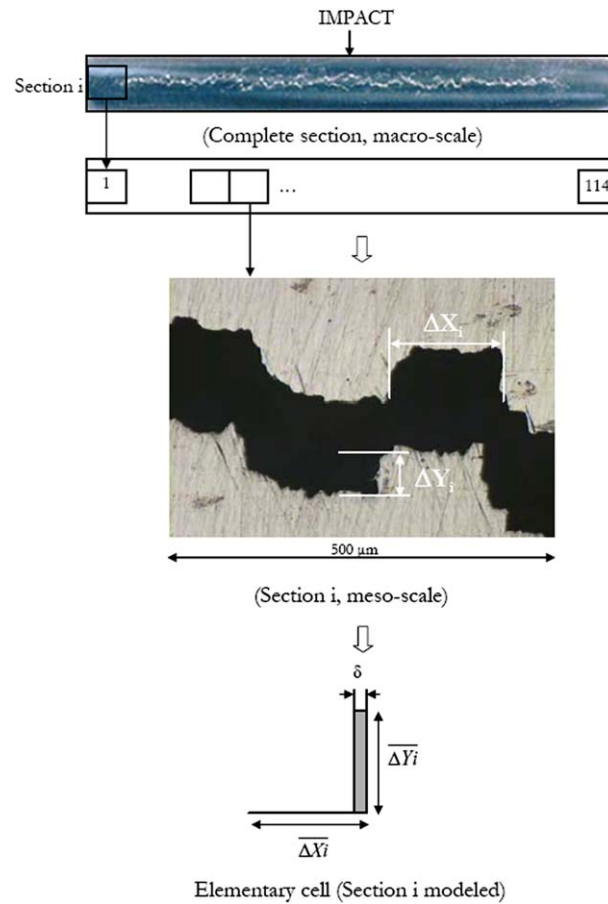 IMPACT
Section i
(Complete section, macro-scale)
1
...
114
ΔXᵢ
ΔYᵢ
500 µm
(Section i, meso-scale)
δ
ΔYi
ΔXi
Elementary cell (Section i modeled)